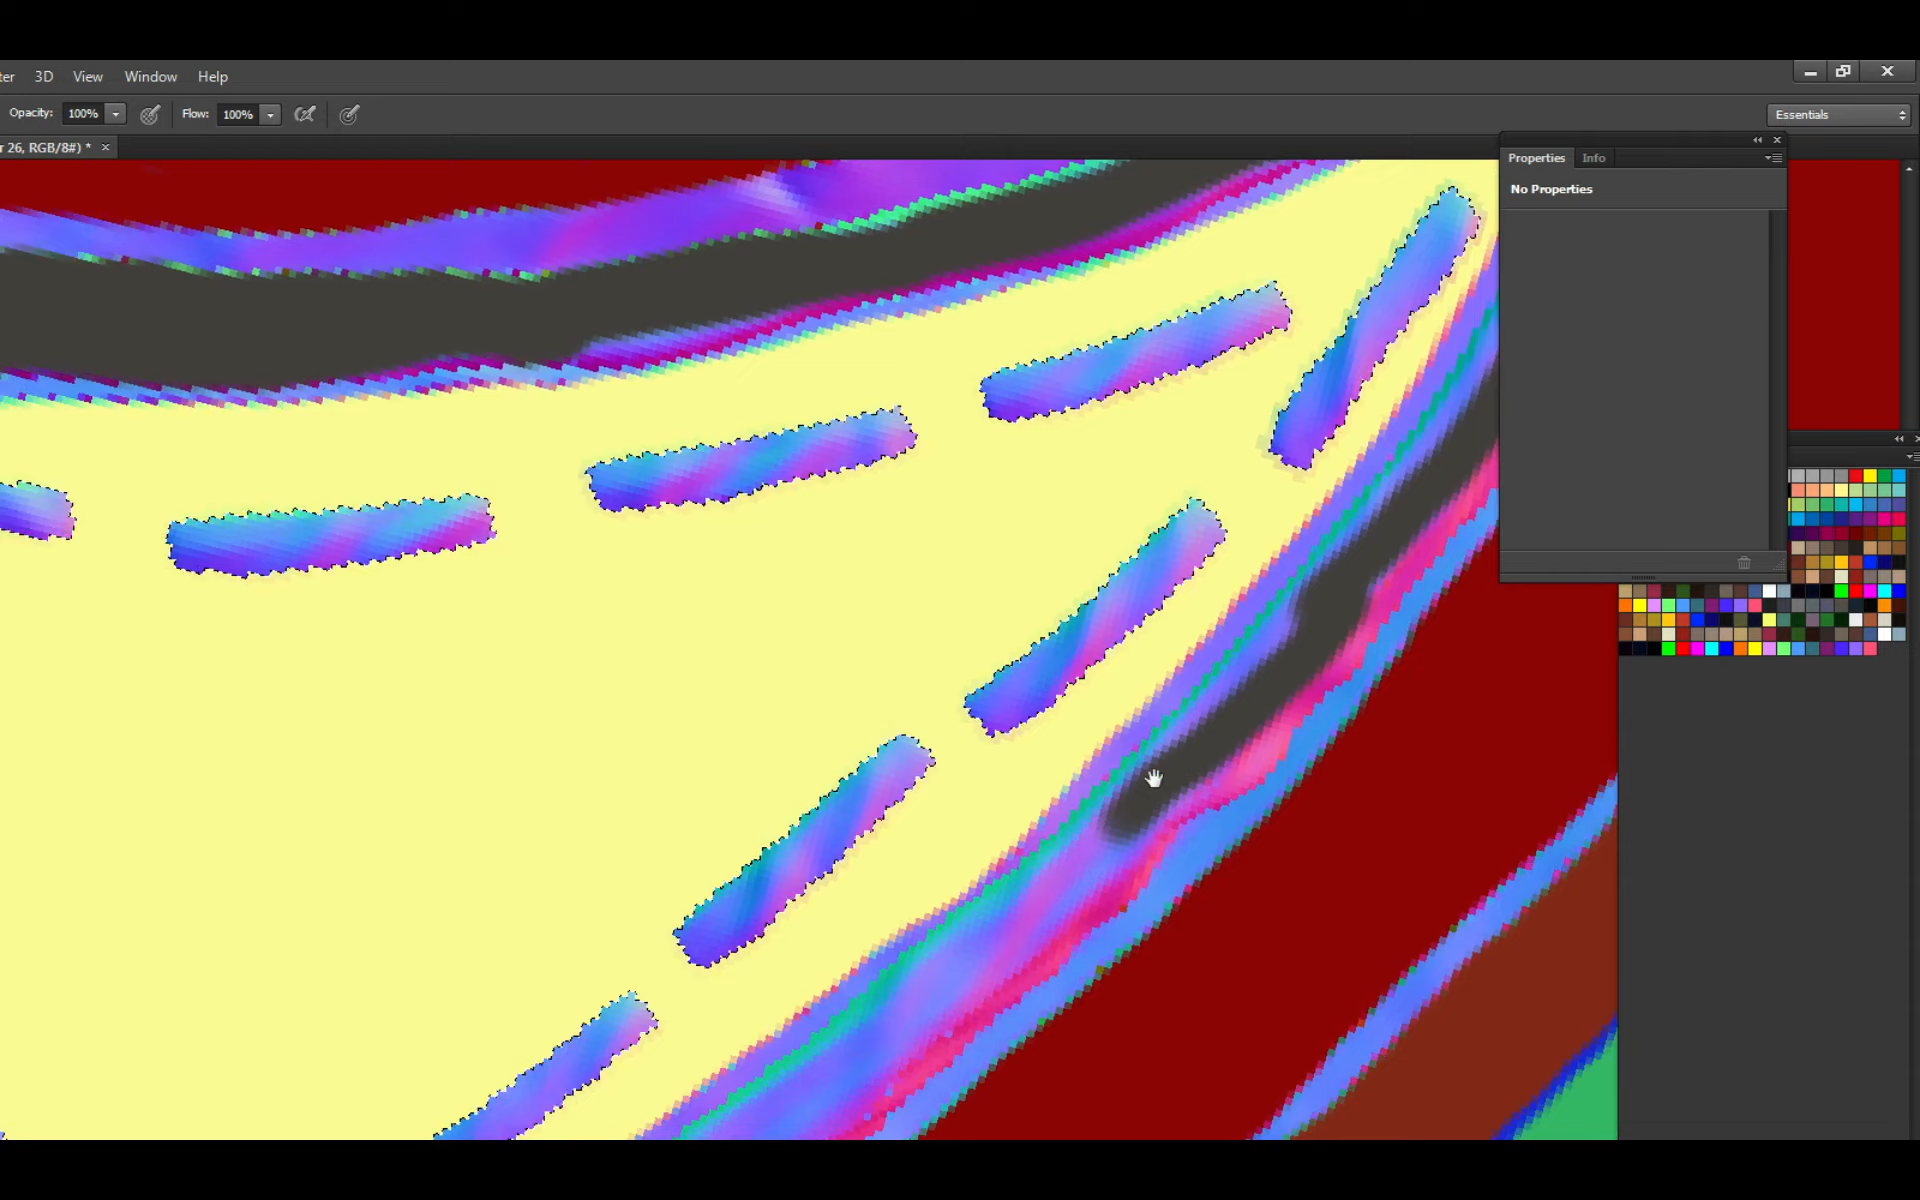 ter 3D View Window Help
Opacity: 100% Flow: 100% Essentials
r 26, RGB/8#) * ×
Properties Info
No Properties